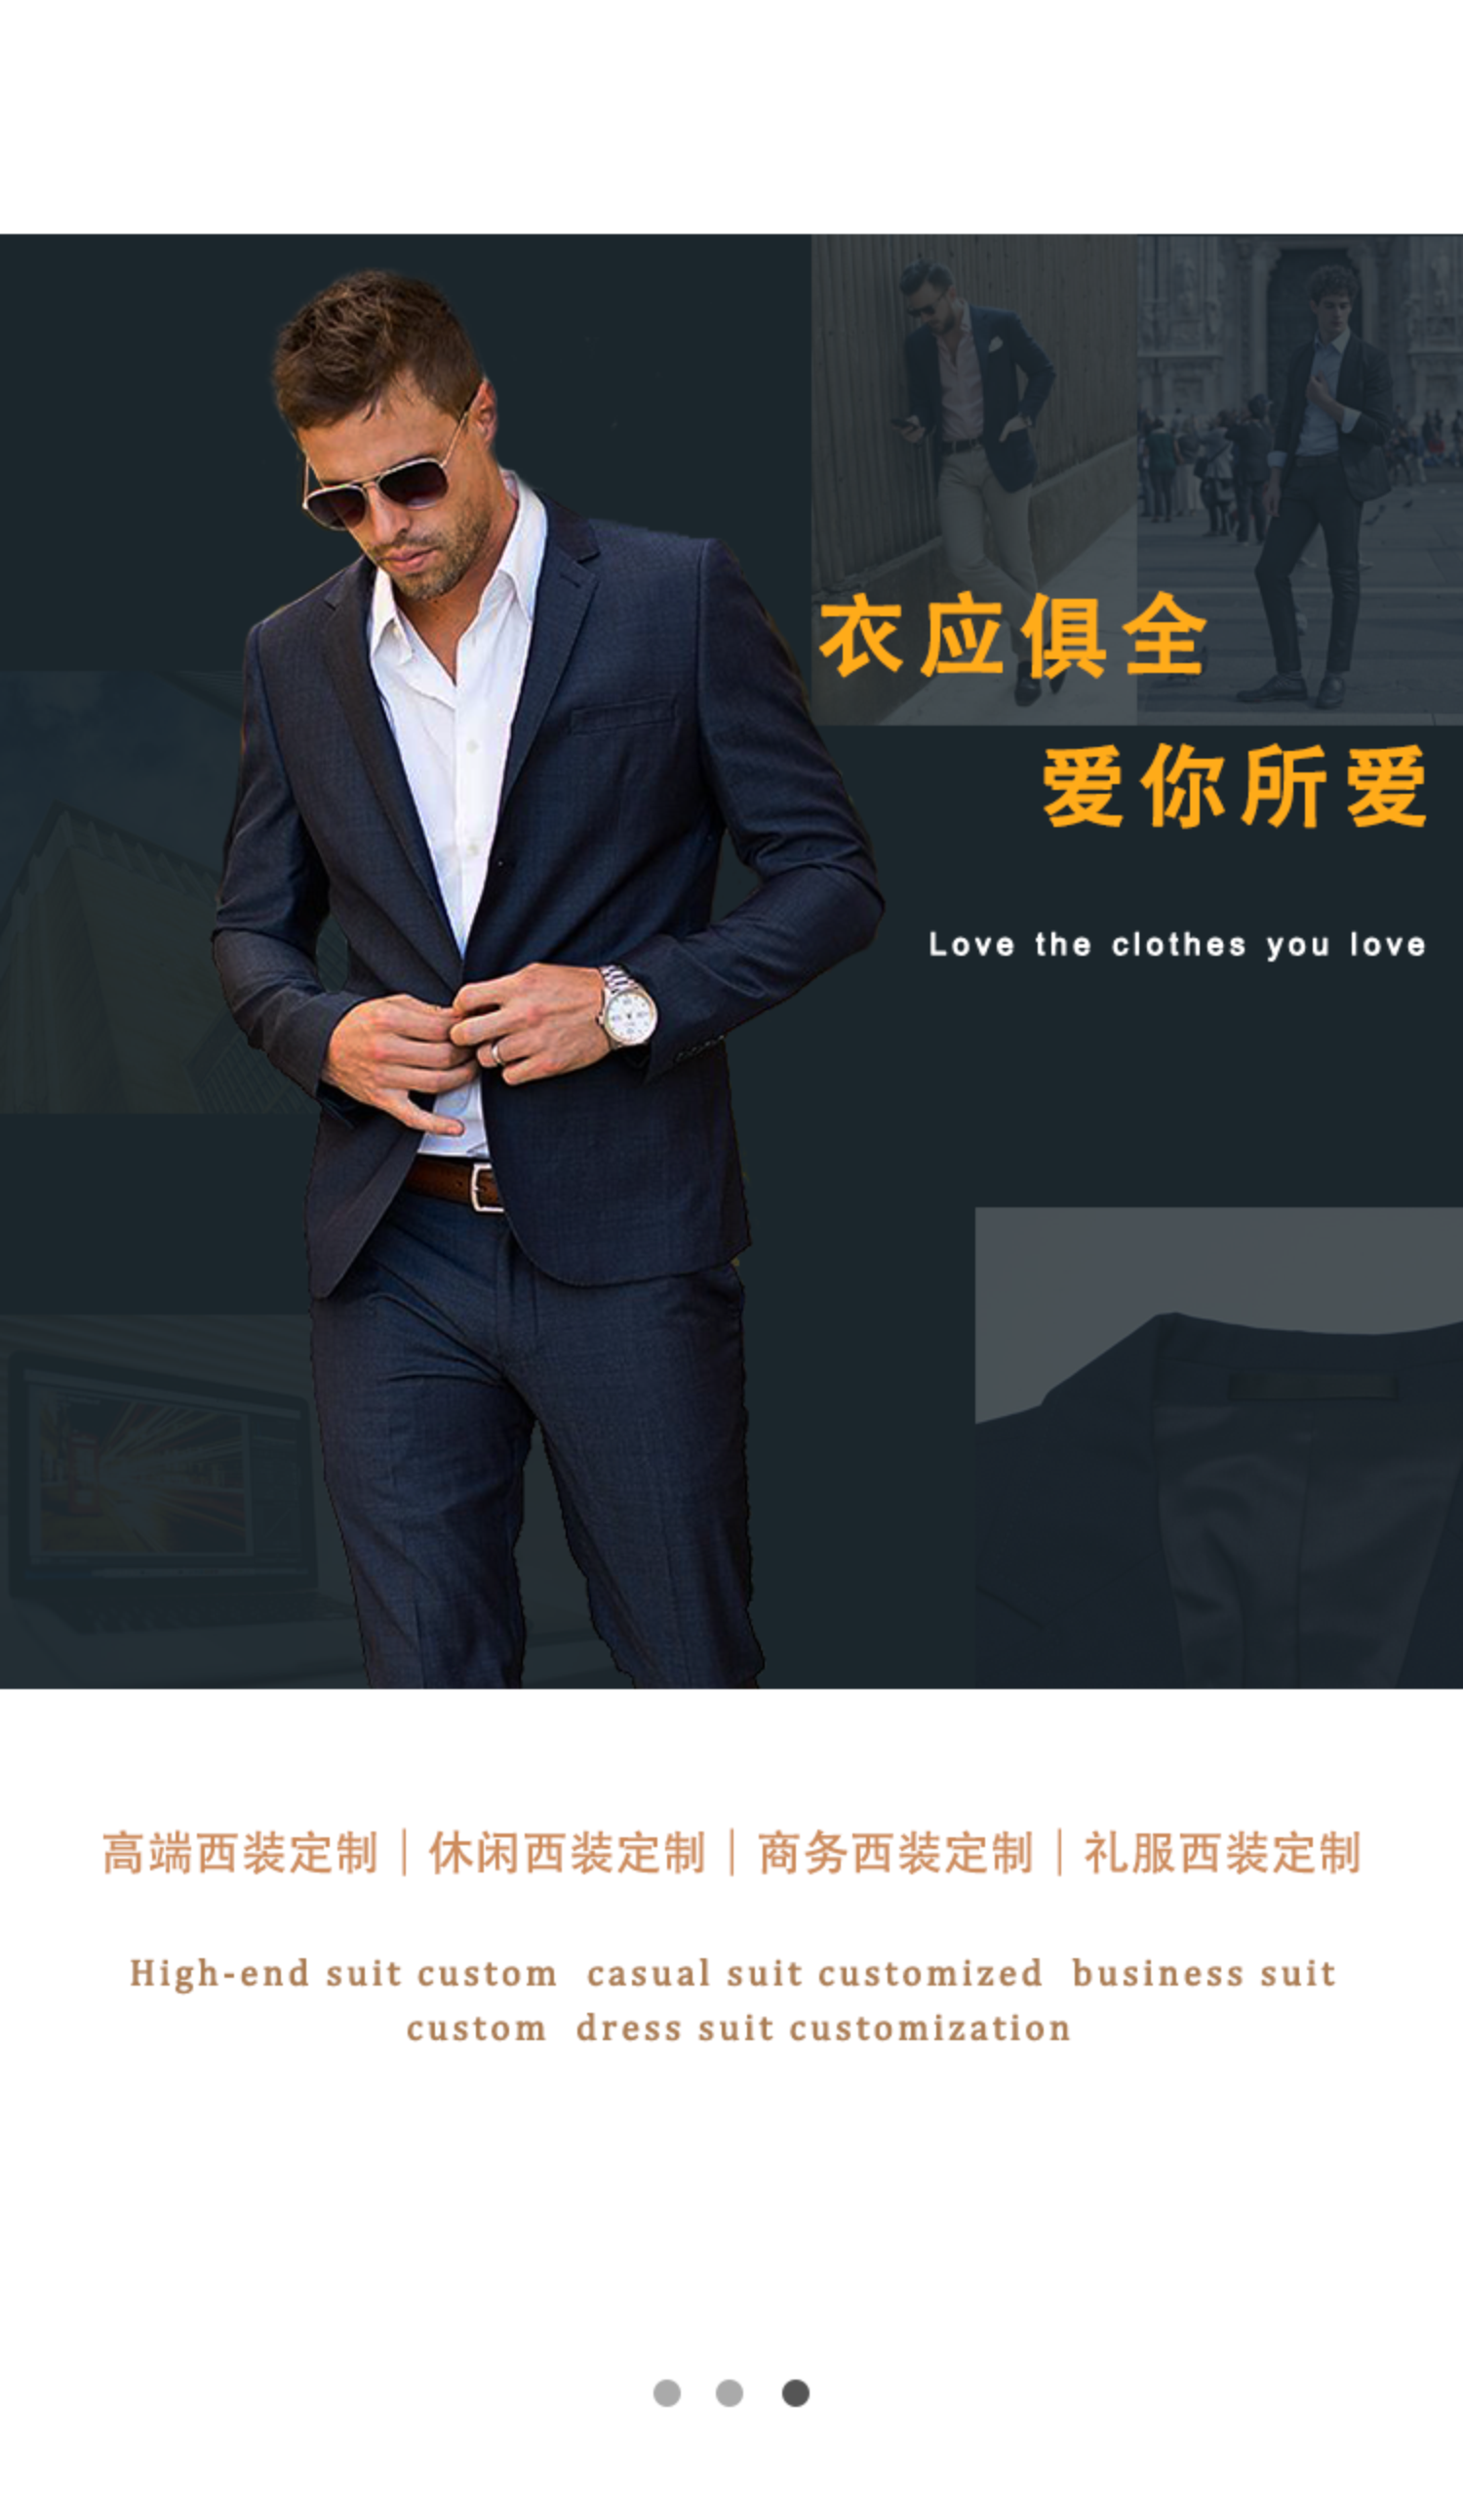 衣应俱全
爱你所爱
Love the clothes you love
高端西装定制｜休闲西装定制｜商务西装定制｜礼服西装定制
High-end suit custom casual suit customized business suit
custom dress suit customization